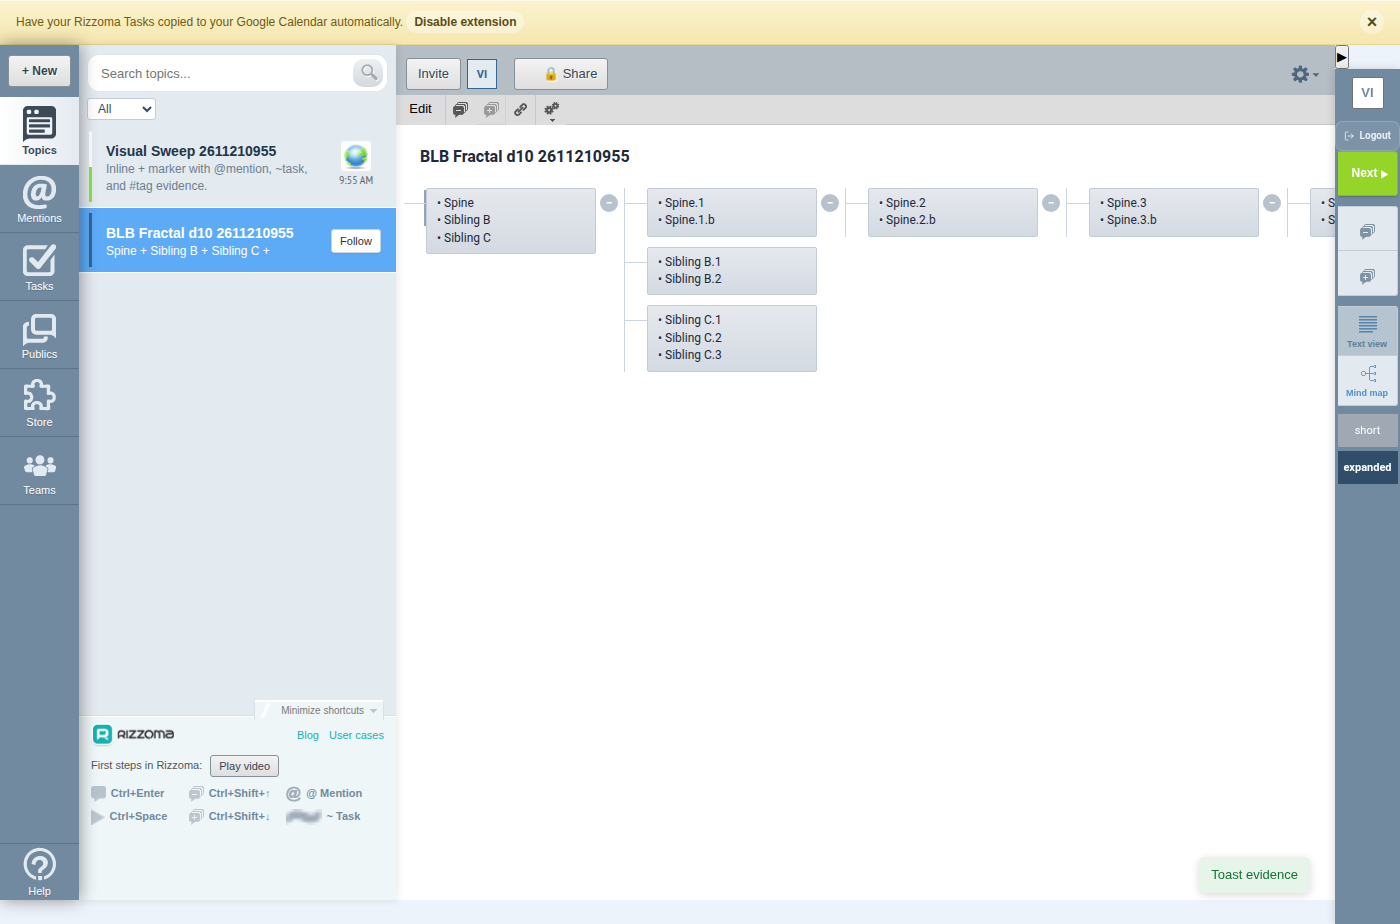 Have your Rizzoma Tasks copied to your Google Calendar automatically. Disable extension
+ New
Topics
Mentions
Tasks
Publics
Store
Teams
Help
Search topics...
All
Visual Sweep 2611210955
Inline + marker with @mention, ~task,
and #tag evidence.
9:55 AM
BLB Fractal d10 2611210955
Spine + Sibling B + Sibling C +
Follow
Minimize shortcuts
RIZZOMA
Blog User cases
First steps in Rizzoma: Play video
Ctrl+Enter Ctrl+Shift+↑ @ Mention
Ctrl+Space Ctrl+Shift+↓ ~ Task
Invite VI Share
Edit
BLB Fractal d10 2611210955
• Spine
• Sibling B
• Sibling C
• Spine.1
• Spine.1.b
• Sibling B.1
• Sibling B.2
• Sibling C.1
• Sibling C.2
• Sibling C.3
• Spine.2
• Spine.2.b
• Spine.3
• Spine.3.b
• S
• S
Toast evidence
VI
Logout
Next
Text view
Mind map
short
expanded